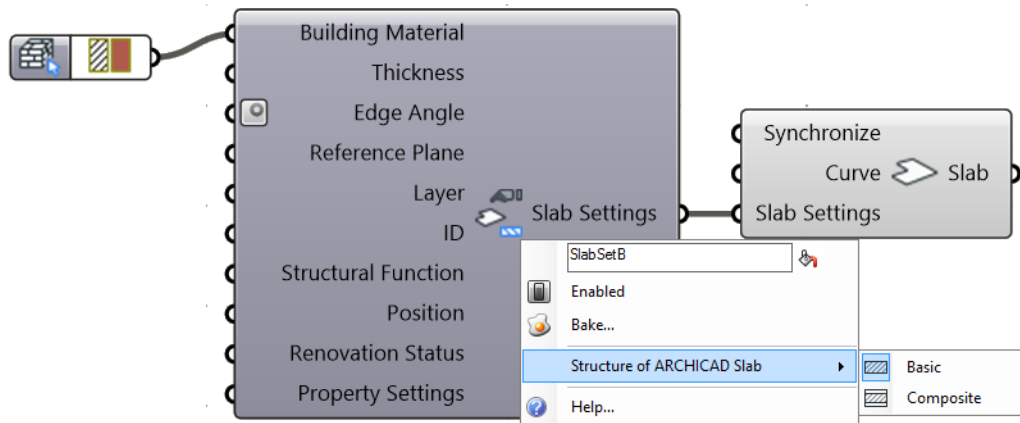 Building Material
Thickness
Edge Angle
Reference Plane
Layer
ID
Structural Function
Position
Renovation Status
Property Settings
Slab Settings
Synchronize
Curve
Slab Settings
Slab
SlabSetB
Enabled
Bake...
Structure of ARCHICAD Slab
Help...
Basic
Composite